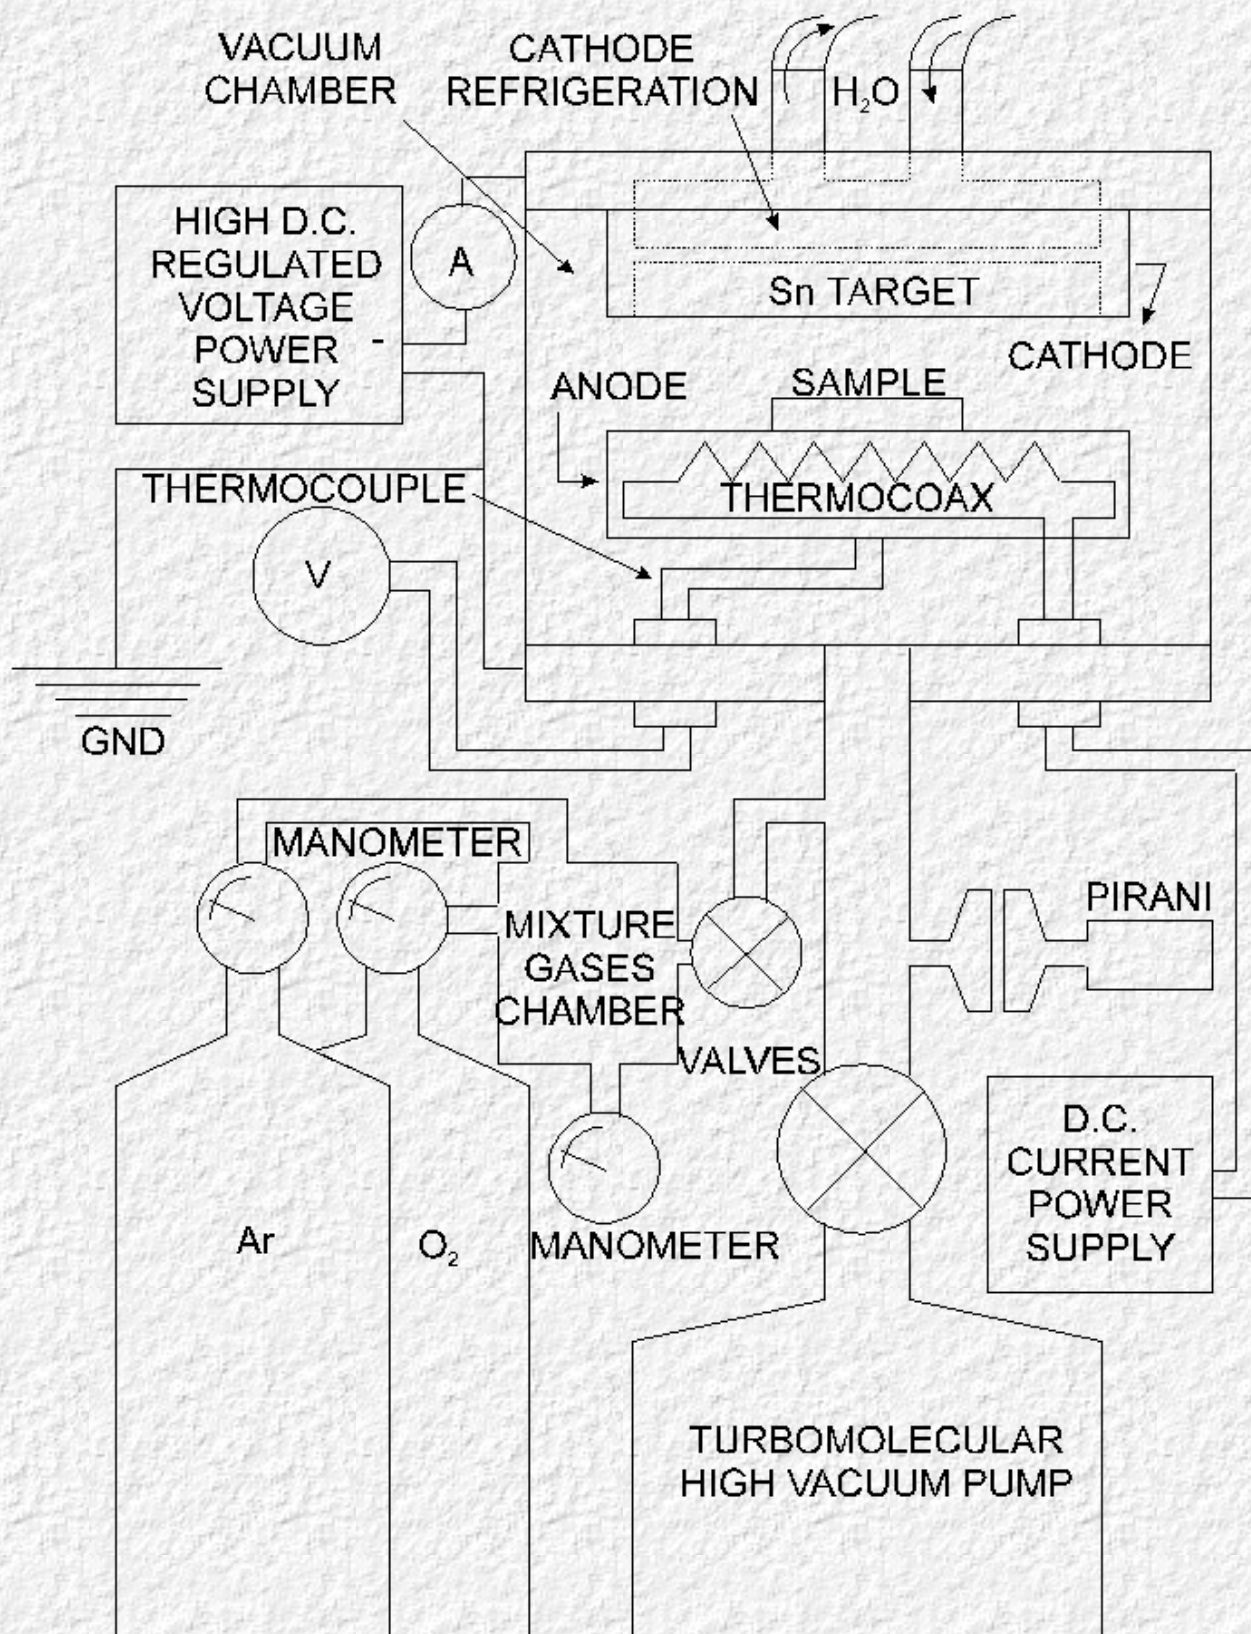 VACUUM
CHAMBER
CATHODE
REFRIGERATION
H₂O
HIGH D.C.
REGULATED
VOLTAGE
POWER -
SUPPLY
A
Sn TARGET
CATHODE
ANODE
SAMPLE
THERMOCOUPLE
THERMOCOAX
V
GND
MANOMETER
MIXTURE
GASES
CHAMBER
PIRANI
VALVES
D.C.
CURRENT
POWER
SUPPLY
Ar
O₂
MANOMETER
TURBOMOLECULAR
HIGH VACUUM PUMP